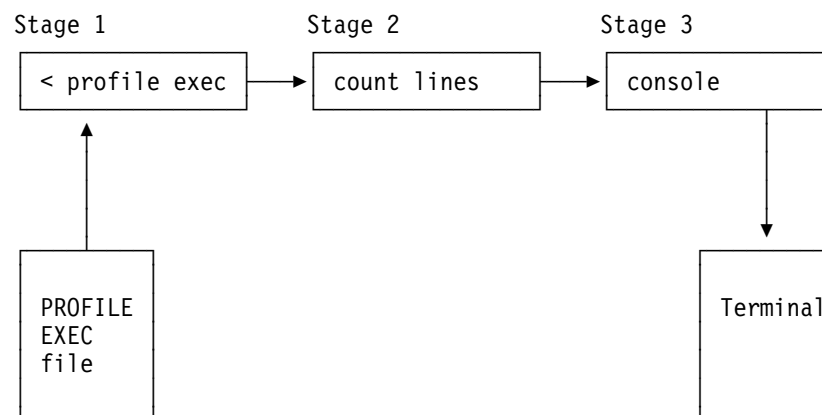 Stage 1 Stage 2 Stage 3
< profile exec count lines console
PROFILE
EXEC
file
Terminal